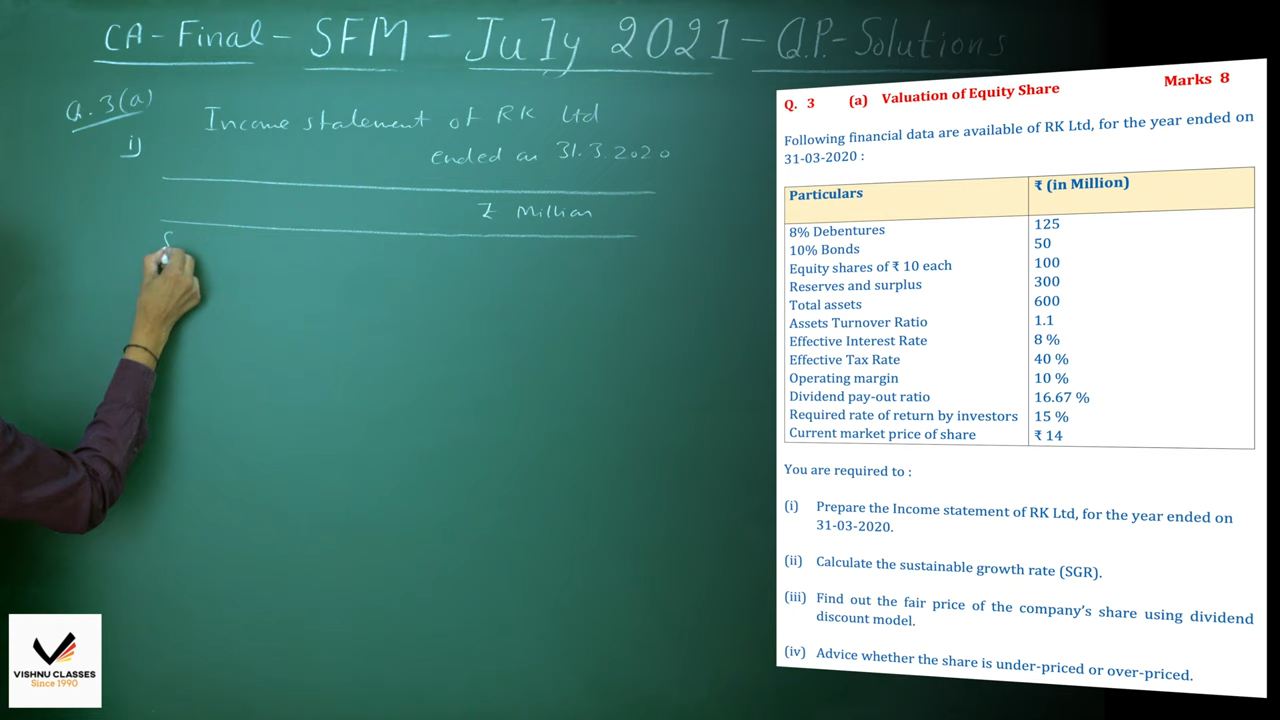 CA-Final - SFM - July 2021 - Q.P.-Solutions
Q. 3(a)
i)
Income statement of RK Ltd
ended on 31.3.2020
₹ Million
S
Q. 3 (a) Valuation of Equity Share Marks 8
Following financial data are available of RK Ltd, for the year ended on
31-03-2020 :
Particulars ₹ (in Million)
8% Debentures 125
10% Bonds 50
Equity shares of ₹ 10 each 100
Reserves and surplus 300
Total assets 600
Assets Turnover Ratio 1.1
Effective Interest Rate 8 %
Effective Tax Rate 40 %
Operating margin 10 %
Dividend pay-out ratio 16.67 %
Required rate of return by investors 15 %
Current market price of share ₹ 14
You are required to :
(i) Prepare the Income statement of RK Ltd, for the year ended on
31-03-2020.
(ii) Calculate the sustainable growth rate (SGR).
(iii) Find out the fair price of the company's share using dividend
discount model.
(iv) Advice whether the share is under-priced or over-priced.
VISHNU CLASSES
Since 1990